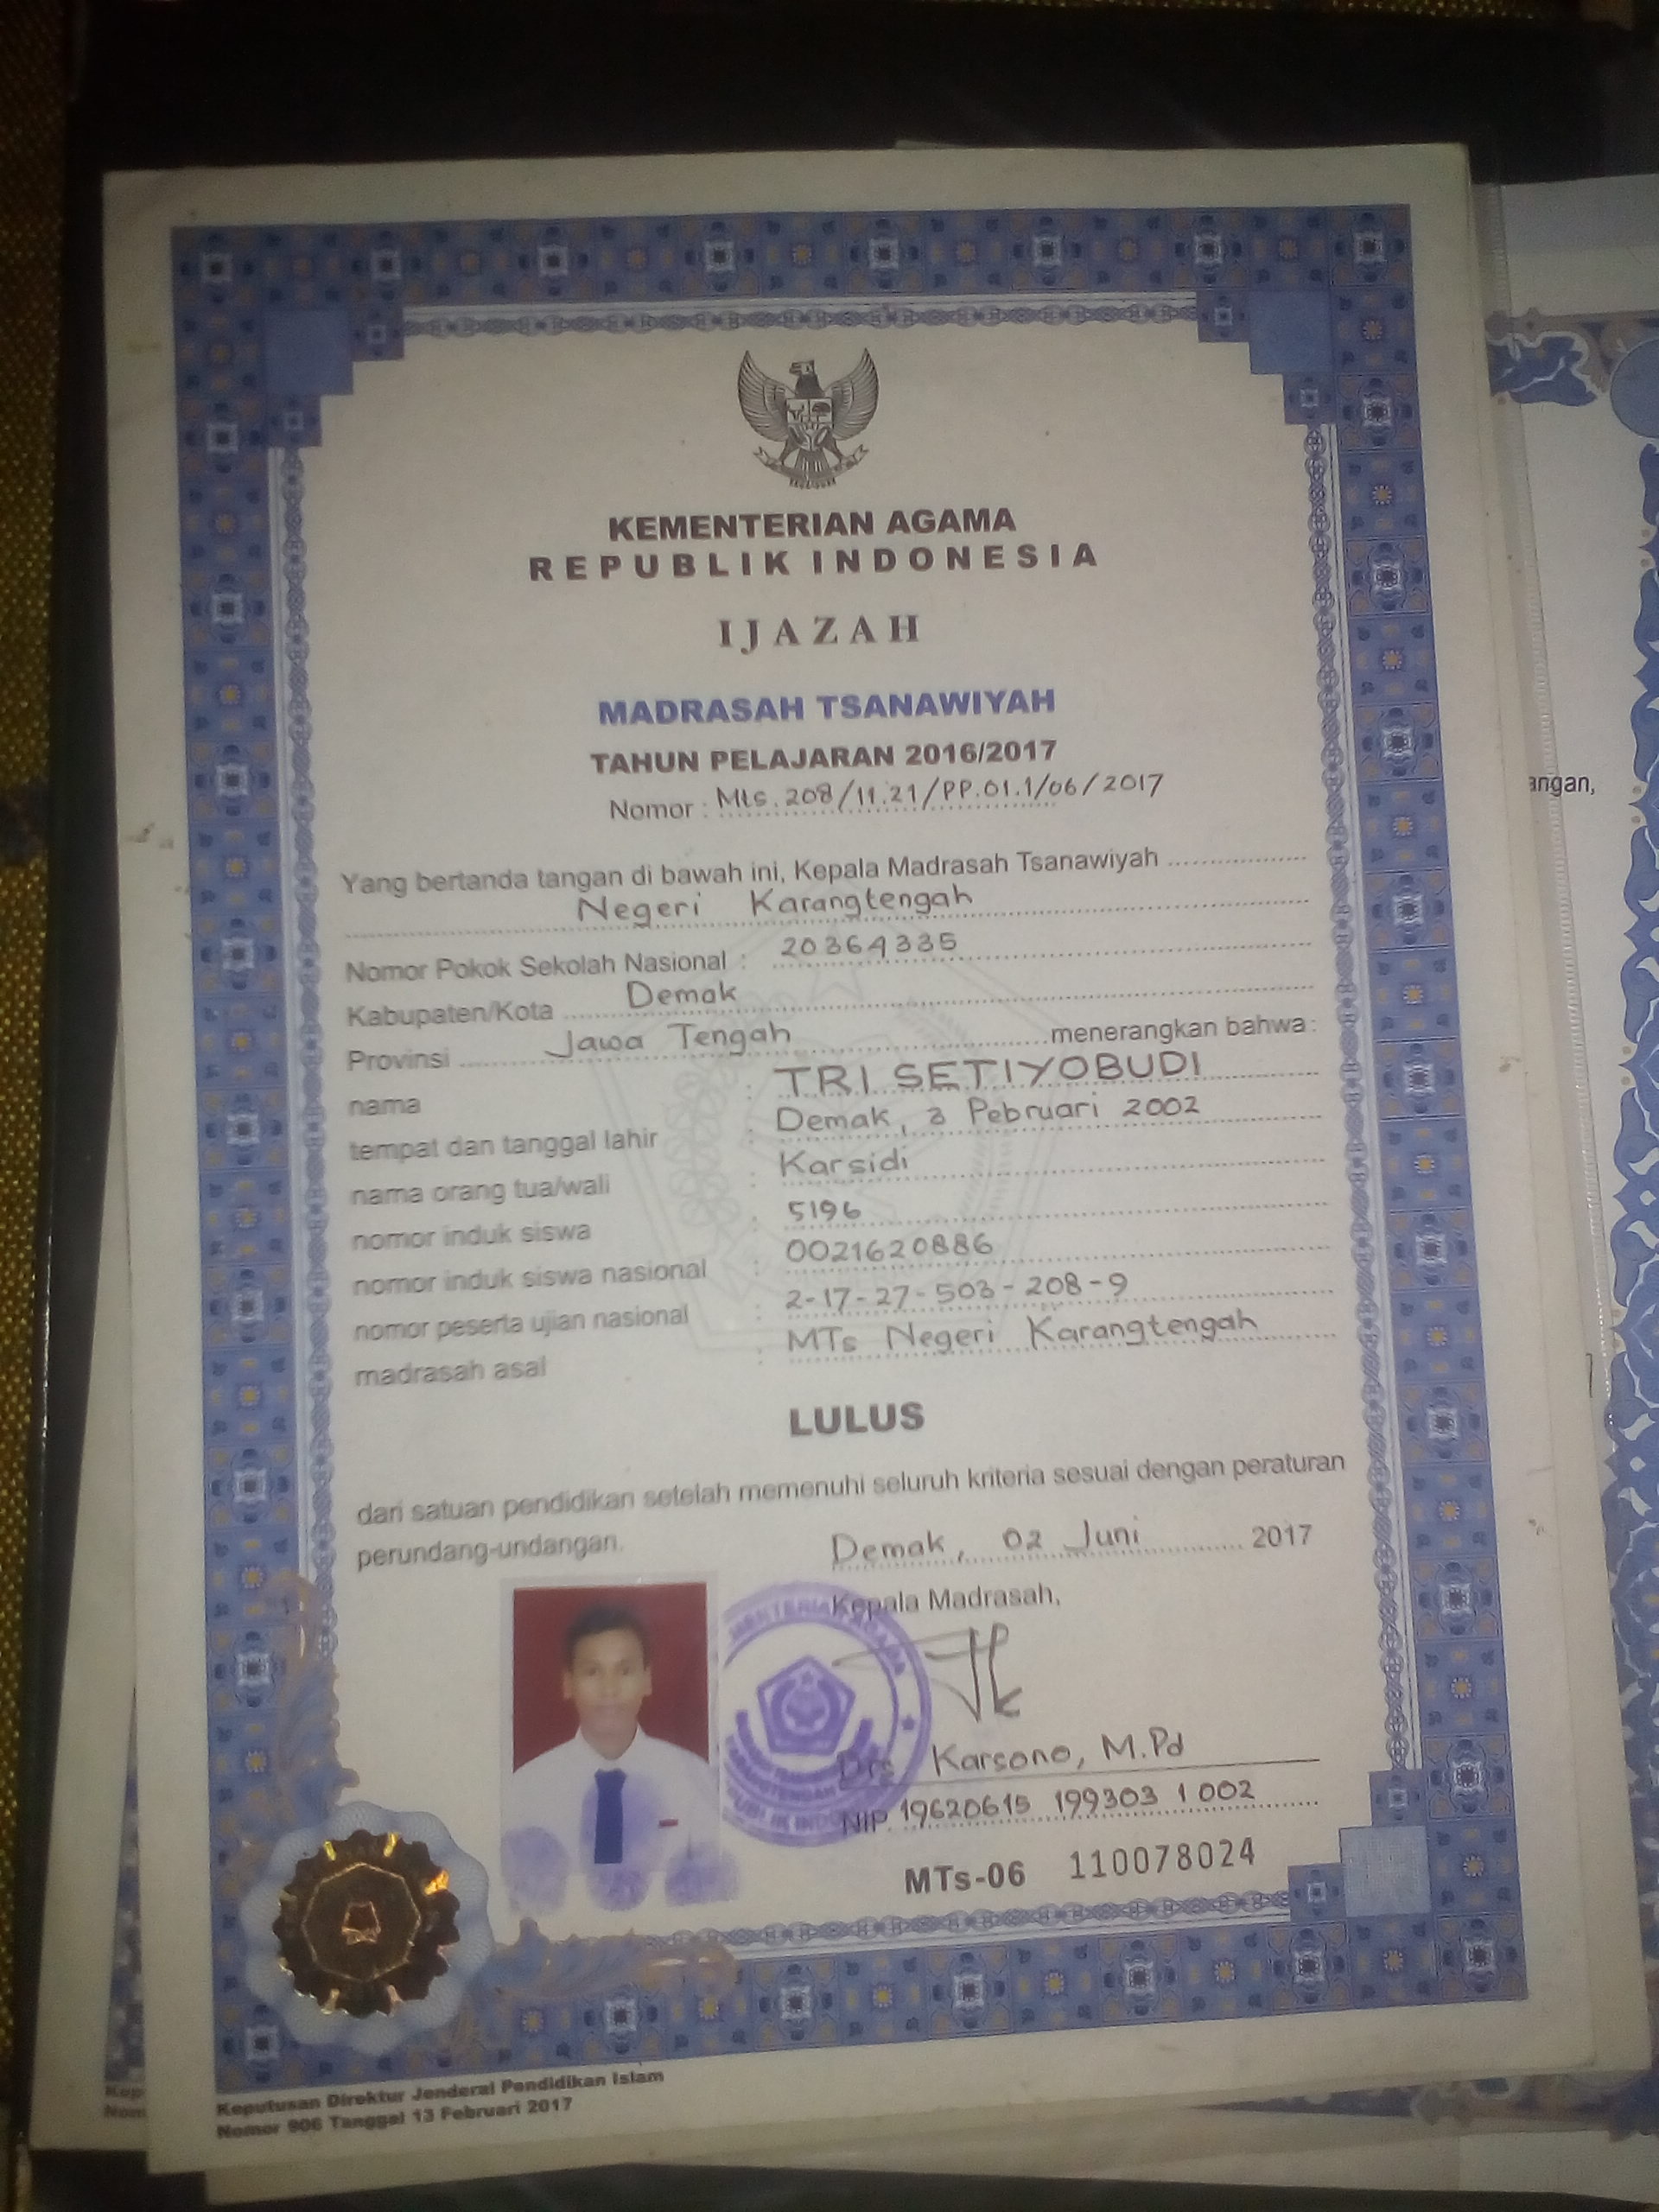 KEMENTERIAN AGAMA
REPUBLIK INDONESIA
IJAZAH
MADRASAH TSANAWIYAH
TAHUN PELAJARAN 2016/2017
Nomor : Mts. 208/11.21/PP.01.1/06/2017
Yang bertanda tangan di bawah ini, Kepala Madrasah Tsanawiyah
Negeri Karangtengah
Nomor Pokok Sekolah Nasional : 20364335
Kabupaten/Kota Demak
Provinsi Jawa Tengah menerangkan bahwa :
nama : TRI SETIYOBUDI
tempat dan tanggal lahir : Demak, 3 Pebruari 2002
nama orang tua/wali : Karsidi
nomor induk siswa : 5196
nomor induk siswa nasional : 0021620886
nomor peserta ujian nasional : 2-17-27-503-208-9
madrasah asal : MTs Negeri Karangtengah
LULUS
dari satuan pendidikan setelah memenuhi seluruh kriteria sesuai dengan peraturan
perundang-undangan.
Demak, 02 Juni 2017
Kepala Madrasah,
Drs Karsono, M.Pd
NIP. 19620615 199303 1 002
MTs-06 110078024
Keputusan Direktur Jenderal Pendidikan Islam
Nomor 906 Tanggal 13 Februari 2017
angan,